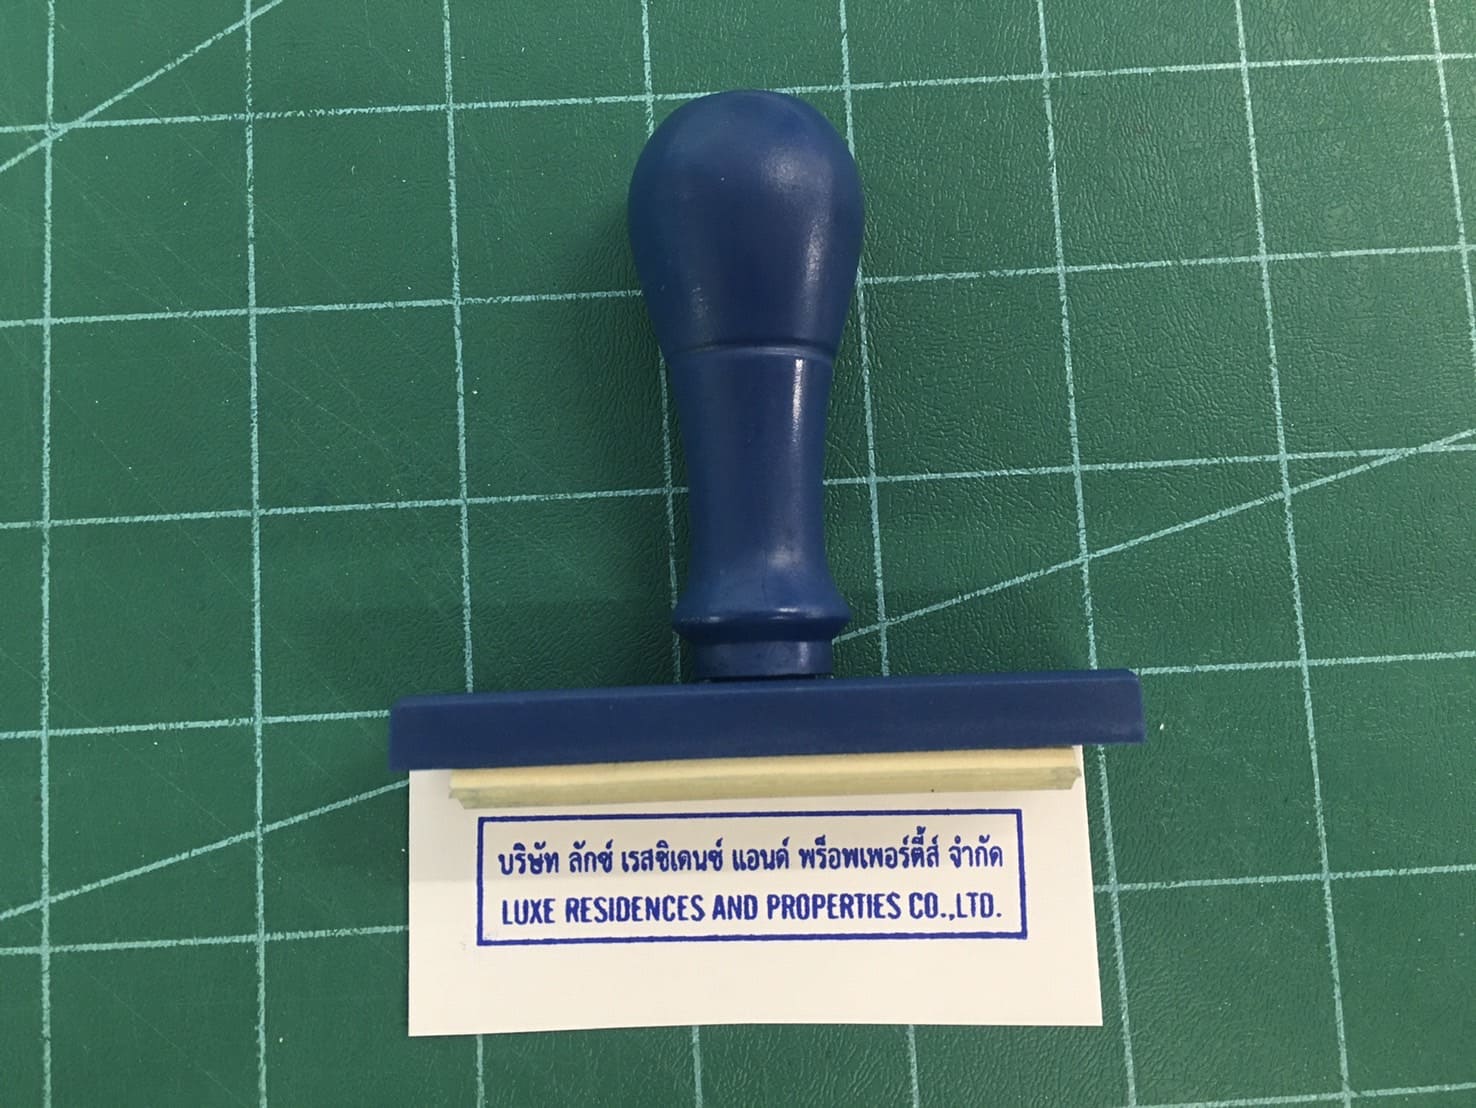 บริษัท ลักซ์ เรสซิเดนซ์ แอนด์ พร็อพเพอร์ตี้ส์ จำกัด
LUXE RESIDENCES AND PROPERTIES CO.,LTD.